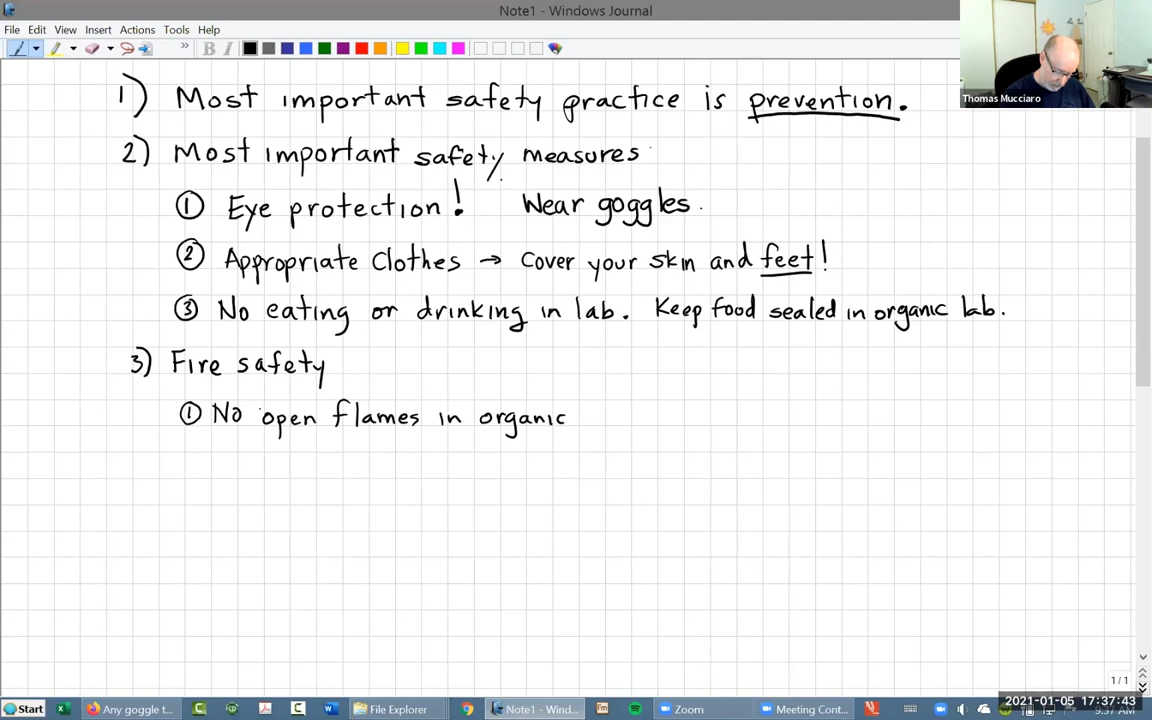 Note1 - Windows Journal
File Edit View Insert Actions Tools Help
B I
Thomas Mucciaro
1) Most important safety practice is prevention.
2) Most important safety measures
① Eye protection! Wear goggles.
② Appropriate Clothes → Cover your skin and feet!
③ No eating or drinking in lab. Keep food sealed in organic lab.
3) Fire safety
① No open flames in organic
1 / 1
Start Any goggle t... File Explorer Note1 - Wind... Zoom Meeting Cont...
2021-01-05 17:37:43